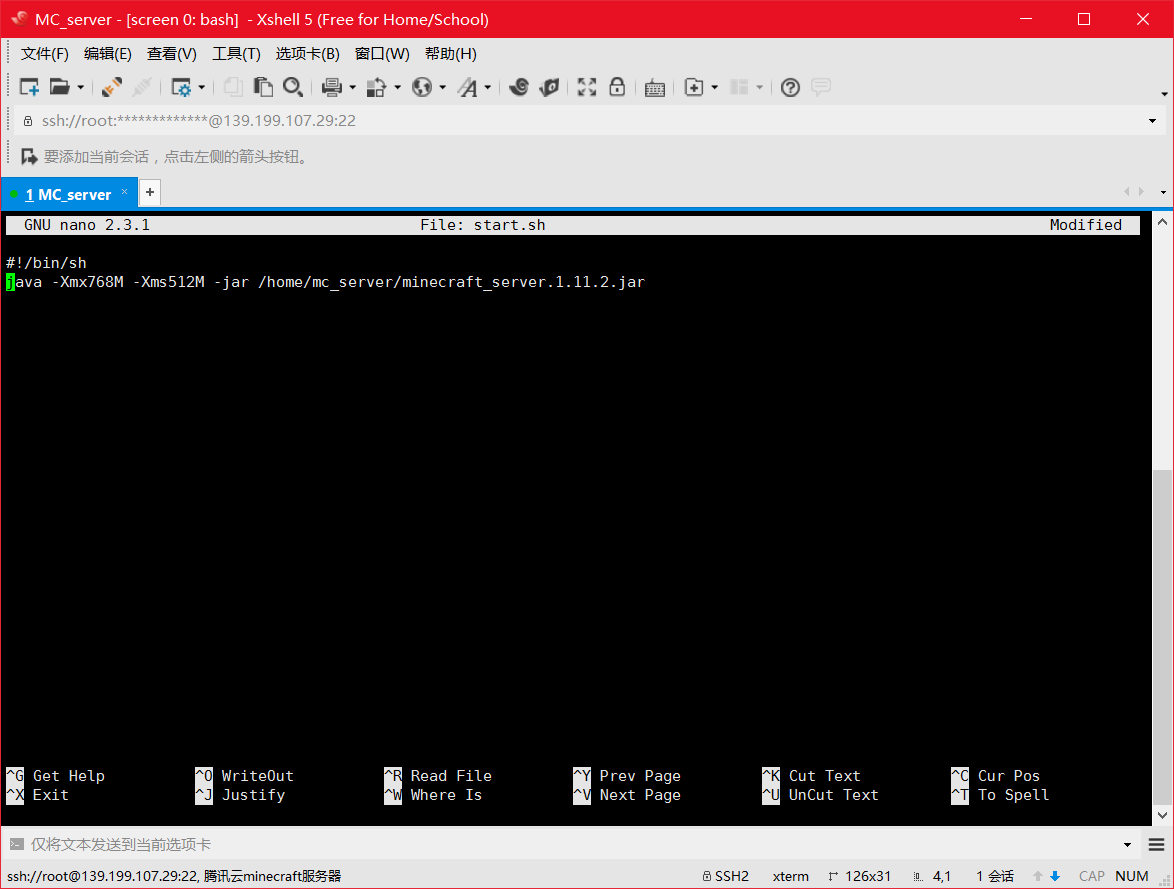 MC_server - [screen 0: bash] - Xshell 5 (Free for Home/School)
文件(F) 编辑(E) 查看(V) 工具(T) 选项卡(B) 窗口(W) 帮助(H)
ssh://root:*************@139.199.107.29:22
要添加当前会话，点击左侧的箭头按钮。
1 MC_server × +
GNU nano 2.3.1 File: start.sh Modified
#!/bin/sh
java -Xmx768M -Xms512M -jar /home/mc_server/minecraft_server.1.11.2.jar
^G Get Help ^O WriteOut ^R Read File ^Y Prev Page ^K Cut Text ^C Cur Pos
^X Exit ^J Justify ^W Where Is ^V Next Page ^U UnCut Text ^T To Spell
仅将文本发送到当前选项卡
ssh://root@139.199.107.29:22, 腾讯云minecraft服务器 SSH2 xterm 126x31 4,1 1 会话 CAP NUM